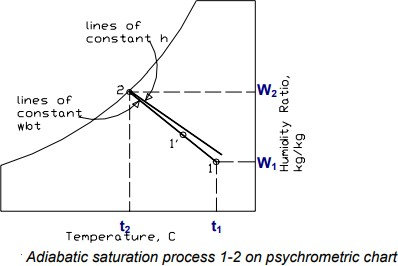 lines of
constant h
2
W2
lines of
constant
wbt
1'
1
W1
Humidity Ratio,
kg/kg
t2
t1
Temperature, C
Adiabatic saturation process 1-2 on psychrometric chart